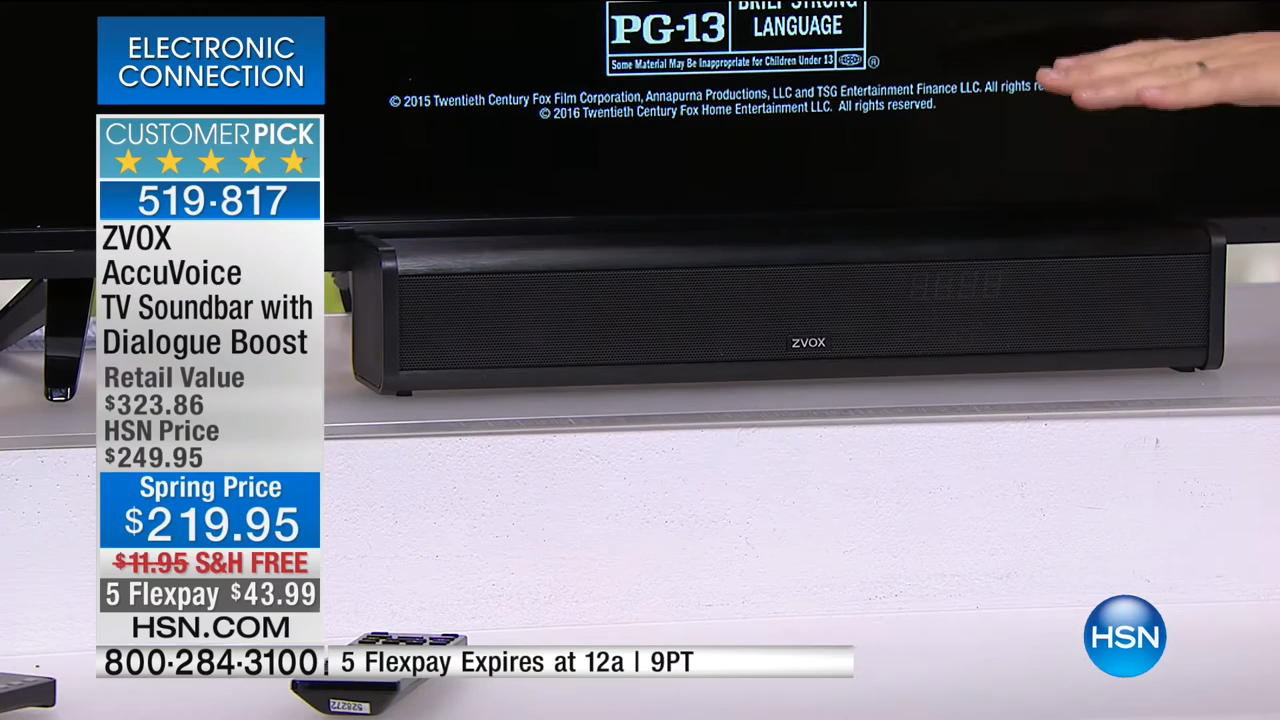 ELECTRONIC
CONNECTION
CUSTOMERPICK
519·817
ZVOX
AccuVoice
TV Soundbar with
Dialogue Boost
Retail Value
$323.86
HSN Price
$249.95
Spring Price
$219.95
$11.95 S&H FREE
5 Flexpay $43.99
HSN.COM
800·284·3100
5 Flexpay Expires at 12a | 9PT
PG-13
BRIEF STRONG
LANGUAGE
Some Material May Be Inappropriate for Children Under 13
®
© 2015 Twentieth Century Fox Film Corporation, Annapurna Productions, LLC and TSG Entertainment Finance LLC. All rights
© 2016 Twentieth Century Fox Home Entertainment LLC. All rights reserved.
ZVOX
528272
HSN